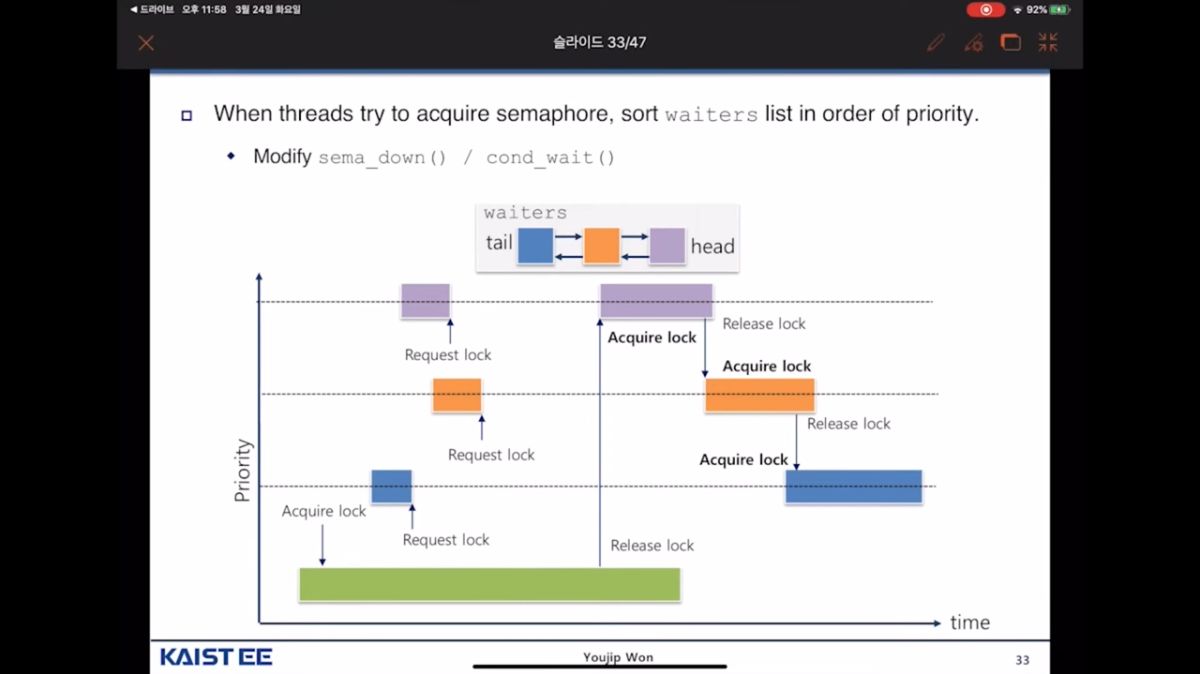 ◀ 드라이브 오후 11:58 3월 24일 화요일
92%
슬라이드 33/47
When threads try to acquire semaphore, sort waiters list in order of priority.
Modify sema_down() / cond_wait()
waiters
tail
head
Request lock
Acquire lock
Release lock
Acquire lock
Request lock
Release lock
Acquire lock
Priority
Acquire lock
Request lock
Release lock
time
KAIST EE
Youjip Won
33